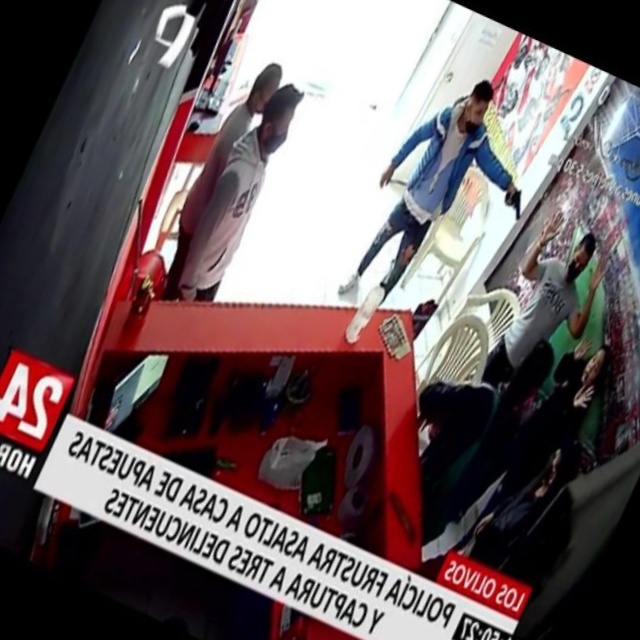 24
HOR
LOS OLIVOS
POLICÍA FRUSTRA ASALTO A CASA DE APUESTAS
Y CAPTURA A TRES DELINCUENTES